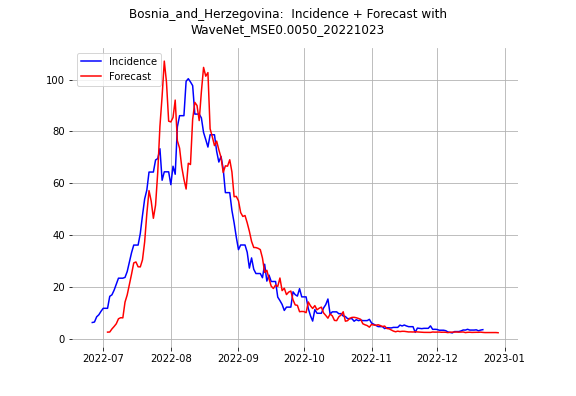 Bosnia_and_Herzegovina:  Incidence + Forecast with
WaveNet_MSE0.0050_20221023
Incidence
Forecast
100
80
60
40
20
0
2022-07 2022-08 2022-09 2022-10 2022-11 2022-12 2023-01